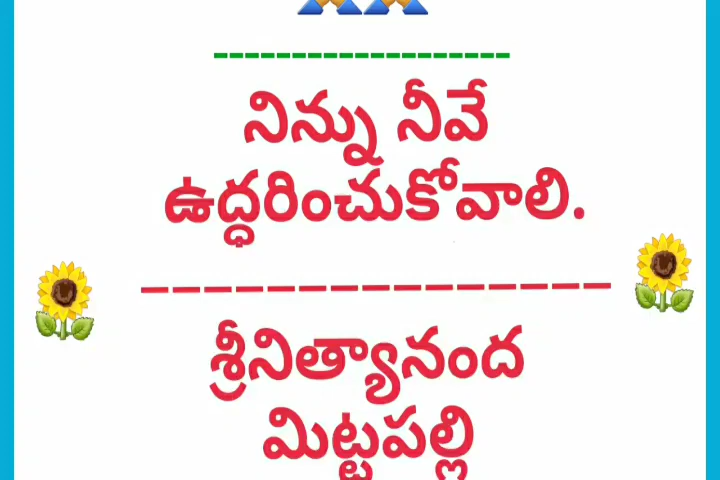 నిన్ను నీవే
ఉద్ధరించుకోవాలి.
శ్రీనిత్యానంద
మిట్టపల్లి